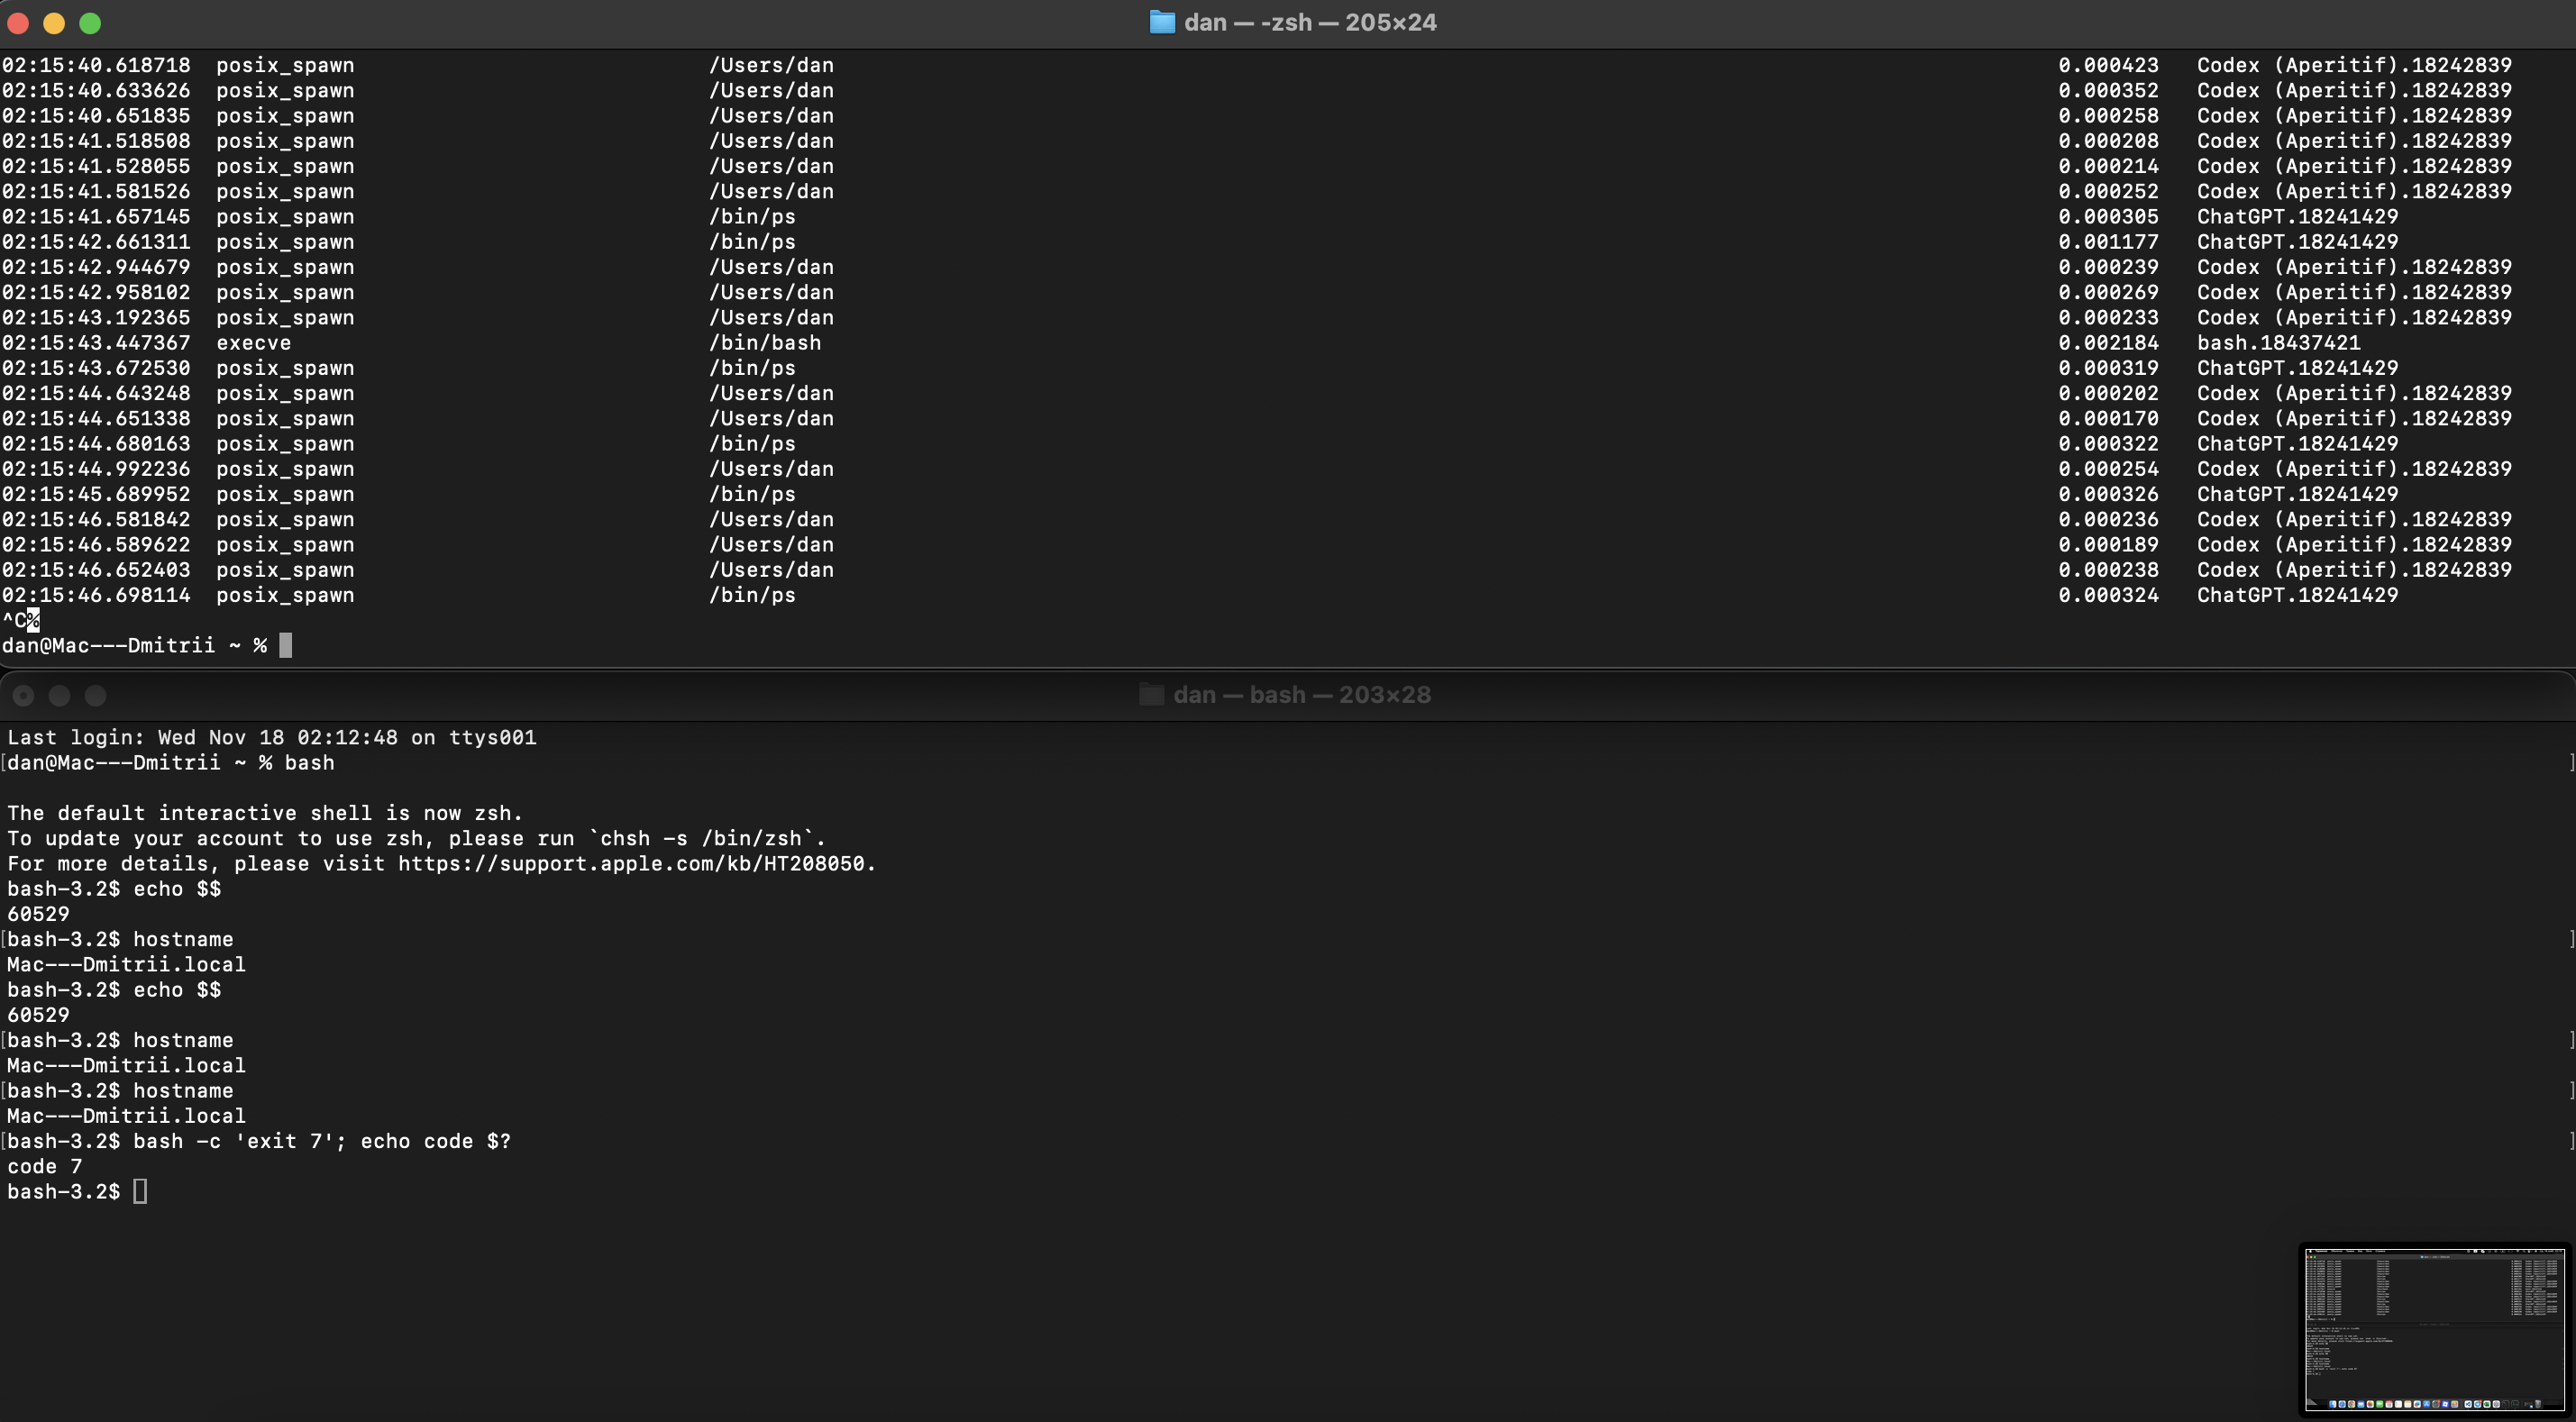 dan — -zsh — 205×24
02:15:40.618718 posix_spawn /Users/dan 0.000423 Codex (Aperitif).18242839
02:15:40.633626 posix_spawn /Users/dan 0.000352 Codex (Aperitif).18242839
02:15:40.651835 posix_spawn /Users/dan 0.000258 Codex (Aperitif).18242839
02:15:41.518508 posix_spawn /Users/dan 0.000208 Codex (Aperitif).18242839
02:15:41.528055 posix_spawn /Users/dan 0.000214 Codex (Aperitif).18242839
02:15:41.581526 posix_spawn /Users/dan 0.000252 Codex (Aperitif).18242839
02:15:41.657145 posix_spawn /bin/ps 0.000305 ChatGPT.18241429
02:15:42.661311 posix_spawn /bin/ps 0.001177 ChatGPT.18241429
02:15:42.944679 posix_spawn /Users/dan 0.000239 Codex (Aperitif).18242839
02:15:42.958102 posix_spawn /Users/dan 0.000269 Codex (Aperitif).18242839
02:15:43.192365 posix_spawn /Users/dan 0.000233 Codex (Aperitif).18242839
02:15:43.447367 execve /bin/bash 0.002184 bash.18437421
02:15:43.672530 posix_spawn /bin/ps 0.000319 ChatGPT.18241429
02:15:44.643248 posix_spawn /Users/dan 0.000202 Codex (Aperitif).18242839
02:15:44.651338 posix_spawn /Users/dan 0.000170 Codex (Aperitif).18242839
02:15:44.680163 posix_spawn /bin/ps 0.000322 ChatGPT.18241429
02:15:44.992236 posix_spawn /Users/dan 0.000254 Codex (Aperitif).18242839
02:15:45.689952 posix_spawn /bin/ps 0.000326 ChatGPT.18241429
02:15:46.581842 posix_spawn /Users/dan 0.000236 Codex (Aperitif).18242839
02:15:46.589622 posix_spawn /Users/dan 0.000189 Codex (Aperitif).18242839
02:15:46.652403 posix_spawn /Users/dan 0.000238 Codex (Aperitif).18242839
02:15:46.698114 posix_spawn /bin/ps 0.000324 ChatGPT.18241429
^C%
dan@Mac---Dmitrii ~ %
dan — bash — 203×28
Last login: Wed Nov 18 02:12:48 on ttys001
[dan@Mac---Dmitrii ~ % bash ]
The default interactive shell is now zsh.
To update your account to use zsh, please run `chsh -s /bin/zsh`.
For more details, please visit https://support.apple.com/kb/HT208050.
bash-3.2$ echo $$
60529
[bash-3.2$ hostname ]
Mac---Dmitrii.local
bash-3.2$ echo $$
60529
[bash-3.2$ hostname ]
Mac---Dmitrii.local
[bash-3.2$ hostname ]
Mac---Dmitrii.local
[bash-3.2$ bash -c 'exit 7'; echo code $? ]
code 7
bash-3.2$